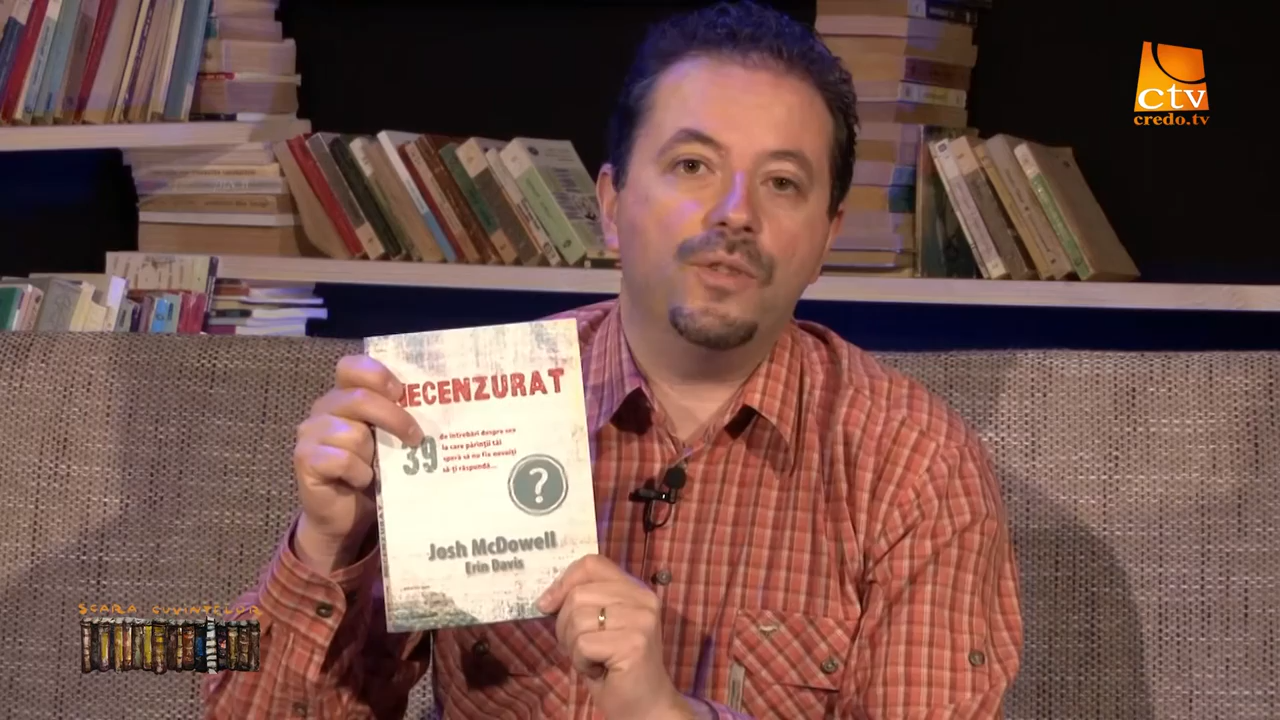 ctv
credo.tv
NECENZURAT
39
de întrebări despre sex
la care părinţii tăi
speră să nu fie nevoiţi
să-ţi răspundă...
?
Josh McDowell
Erin Davis
SCARA CUVINTELOR